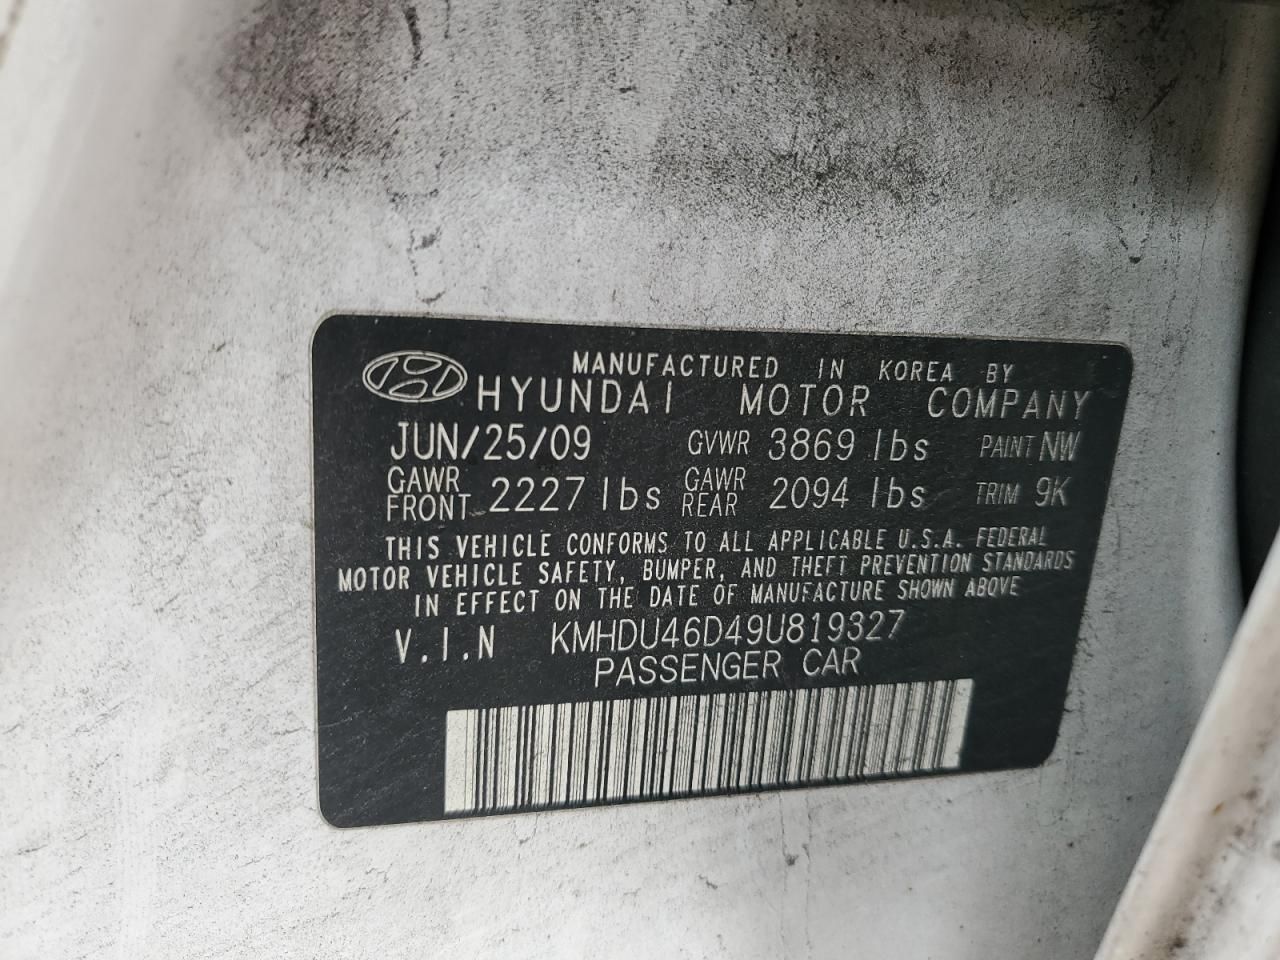 MANUFACTURED IN KOREA BY
HYUNDAI MOTOR COMPANY
JUN/25/09 GVWR 3869 lbs PAINT NW
GAWR FRONT 2227 lbs GAWR REAR 2094 lbs TRIM 9K
THIS VEHICLE CONFORMS TO ALL APPLICABLE U.S.A. FEDERAL
MOTOR VEHICLE SAFETY, BUMPER, AND THEFT PREVENTION STANDARDS
IN EFFECT ON THE DATE OF MANUFACTURE SHOWN ABOVE
V.I.N KMHDU46D49U819327
PASSENGER CAR